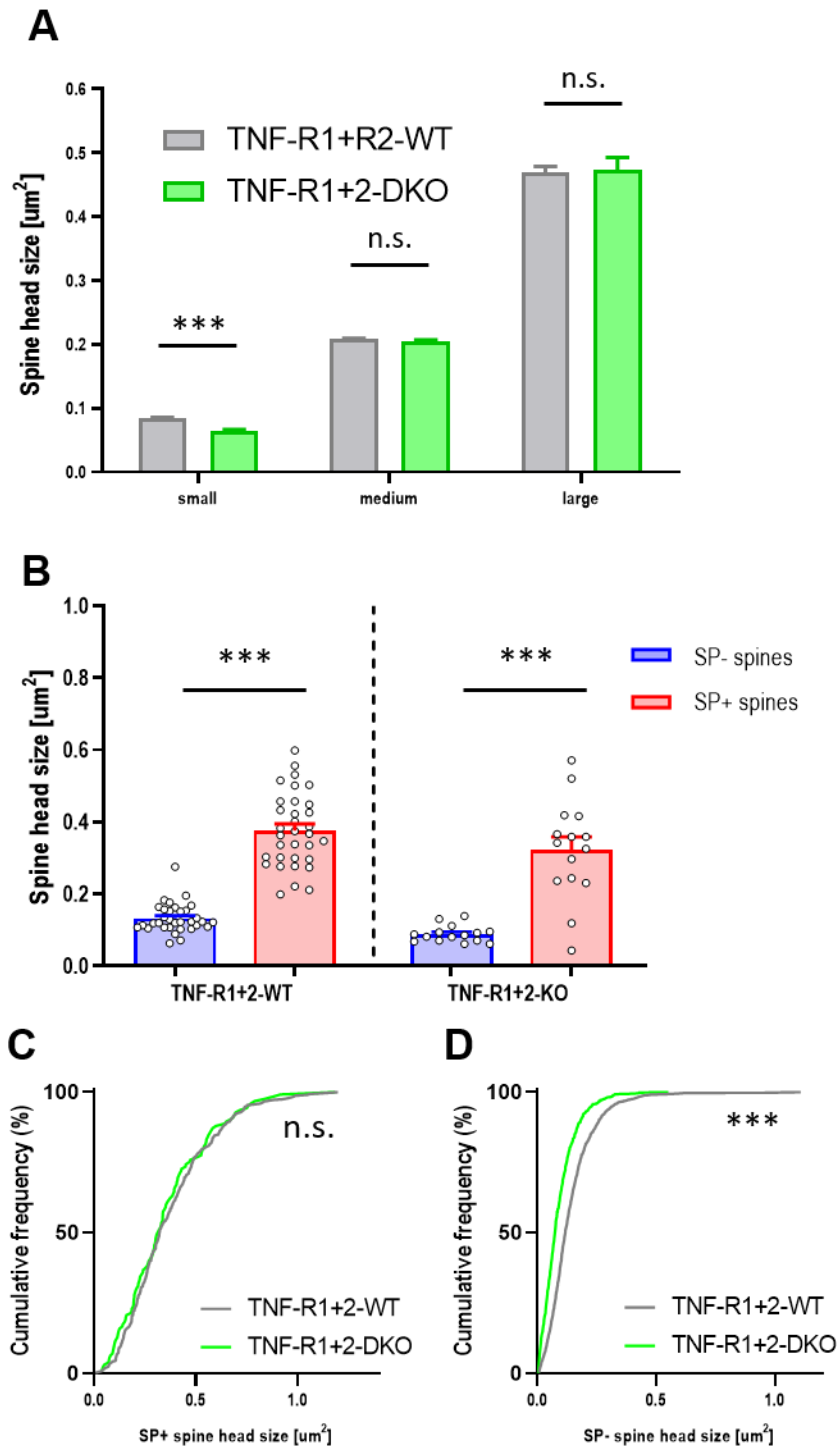 A
n.s.
0.6
TNF-R1+R2-WT
0.5
TNF-R1+2-DKO
0.4
n.s.
0.3
***
0.2
0.1
0.0
Spine head size [um²]
small medium large
B
1.0
*** ***
SP- spines
0.8
SP+ spines
0.6
0.4
0.2
0.0
Spine head size [um²]
TNF-R1+2-WT TNF-R1+2-KO
C
100
n.s.
50
TNF-R1+2-WT
TNF-R1+2-DKO
0
Cumulative frequency (%)
0.0 0.5 1.0
SP+ spine head size [um²]
D
100
***
50
TNF-R1+2-WT
TNF-R1+2-DKO
0
Cumulative frequency (%)
0.0 0.5 1.0
SP- spine head size [um²]